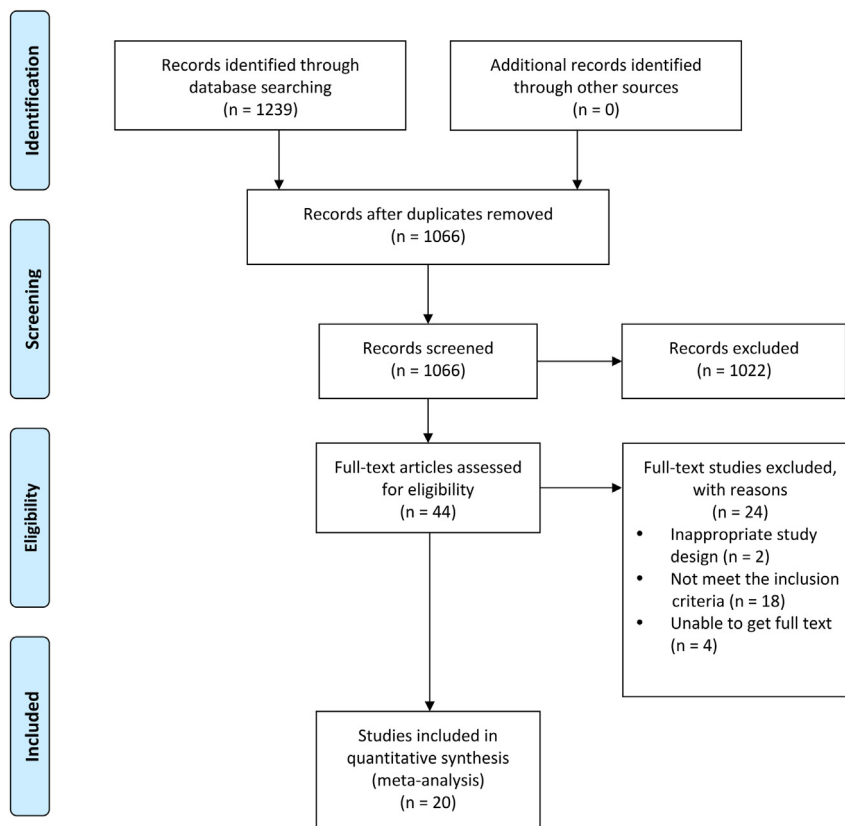 Identification
Records identified through
database searching
(n = 1239)
Additional records identified
through other sources
(n = 0)
Records after duplicates removed
(n = 1066)
Screening
Records screened
(n = 1066)
Records excluded
(n = 1022)
Eligibility
Full-text articles assessed
for eligibility
(n = 44)
Full-text studies excluded,
with reasons
(n = 24)
• Inappropriate study
design (n = 2)
• Not meet the inclusion
criteria (n = 18)
• Unable to get full text
(n = 4)
Included
Studies included in
quantitative synthesis
(meta-analysis)
(n = 20)